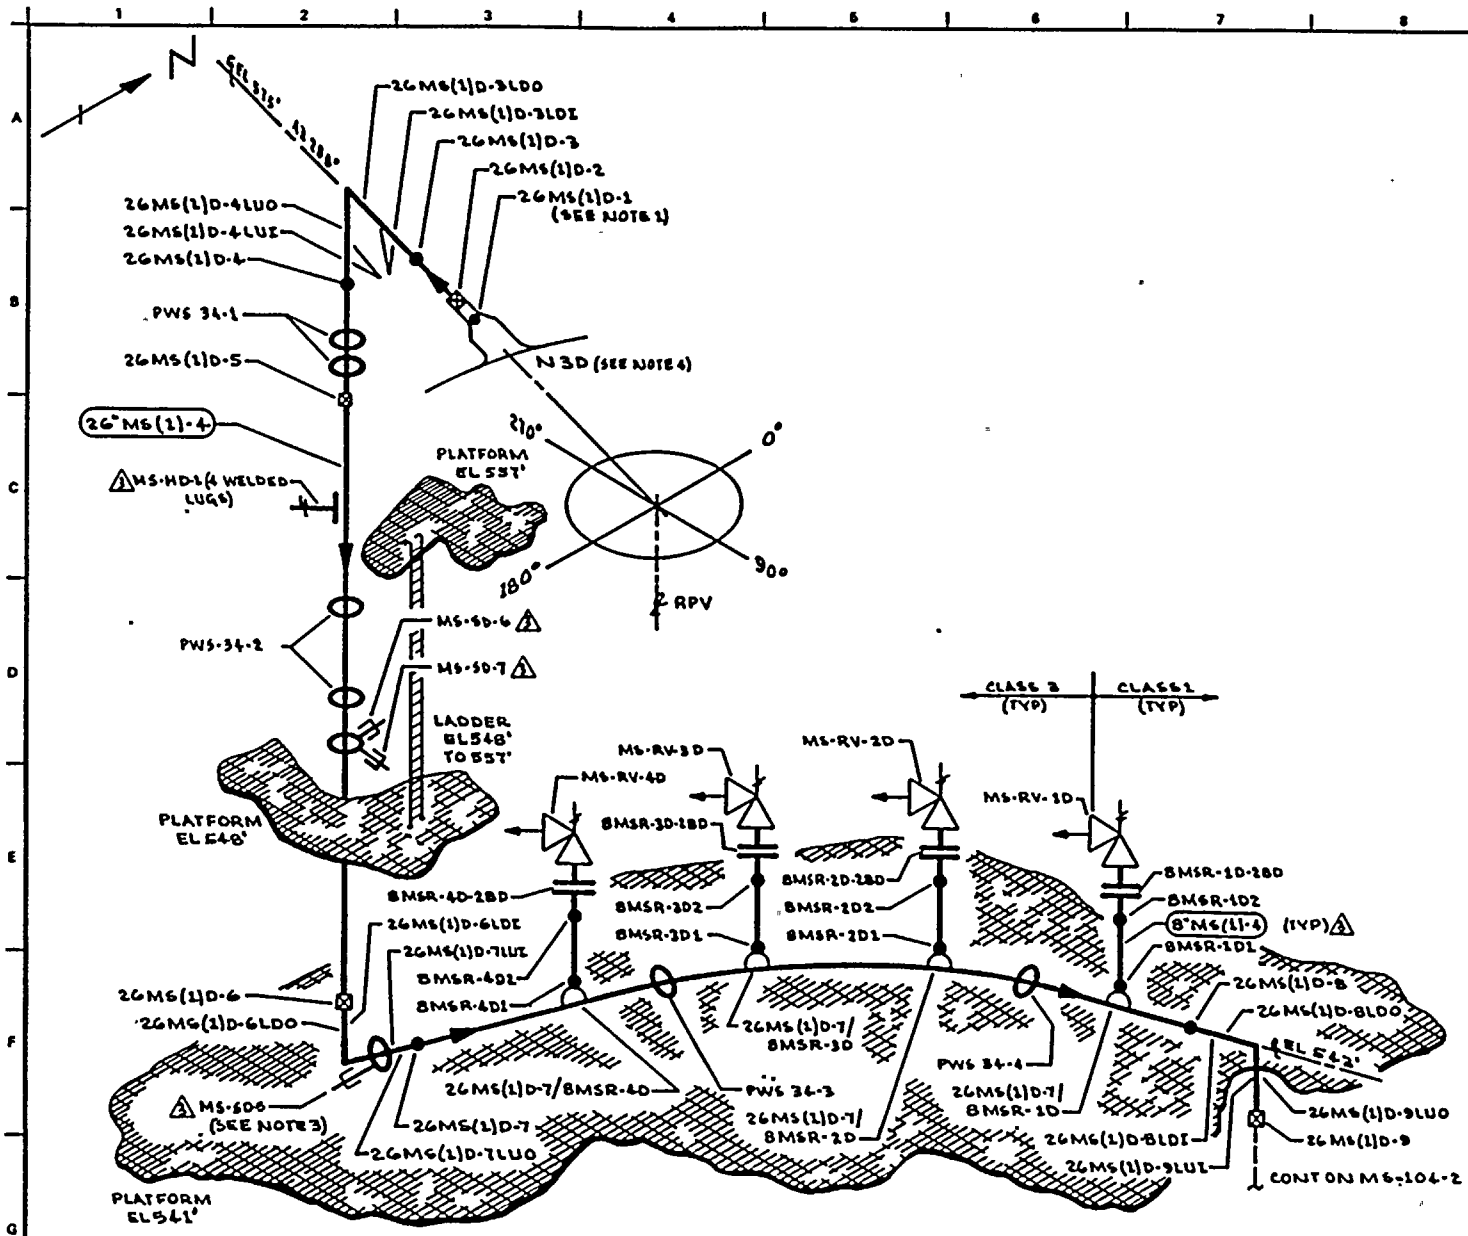 1 2 3 4 5 6 7 8
A
B
C
D
E
F
G
N
₵EL 575'
42.288°
26MS(1)D-3LDO
26MS(1)D-3LDI
26MS(1)D-3
26MS(1)D-2
26MS(1)D-1
(SEE NOTE 2)
26MS(1)D-4LUO
26MS(1)D-4LUI
26MS(1)D-4
PWS 34-1
26MS(1)D-5
26"MS(1)-4
N3D (SEE NOTE 4)
270°
0°
180°
90°
₵ RPV
PLATFORM
EL 557'
MS-HD-1(4 WELDED
LUGS)
PWS-34-2
MS-SD-6
MS-SD-7
LADDER
EL548'
TO 557'
PLATFORM
EL548'
CLASS 3
(TYP)
CLASS 1
(TYP)
MS-RV-4D
MS-RV-3D
MS-RV-2D
MS-RV-1D
8MSR-4D-2BD
8MSR-3D-2BD
8MSR-2D-2BD
8MSR-1D-2BD
8MSR-3D2
8MSR-2D2
8MSR-1D2
8"MS(1)-4 (TYP)
8MSR-3D1
8MSR-2D1
8MSR-1D1
26MS(1)D-6LDI
26MS(1)D-7LUI
8MSR-4D2
8MSR-4D1
26MS(1)D-6
26MS(1)D-6LDO
26MS(1)D-8
26MS(1)D-8LDO
₵ EL 542'
26MS(1)D-7/
8MSR-3D
PWS 34-4
26MS(1)D-7/8MSR-4D
PWS 34-3
26MS(1)D-7/
8MSR-1D
MS-SD8
(SEE NOTE 3)
26MS(1)D-7
26MS(1)D-7LUO
26MS(1)D-7/
8MSR-2D
26MS(1)D-8LDI
26MS(1)D-9LUI
26MS(1)D-9LUO
26MS(1)D-9
CONT ON MS-104-2
PLATFORM
EL541'